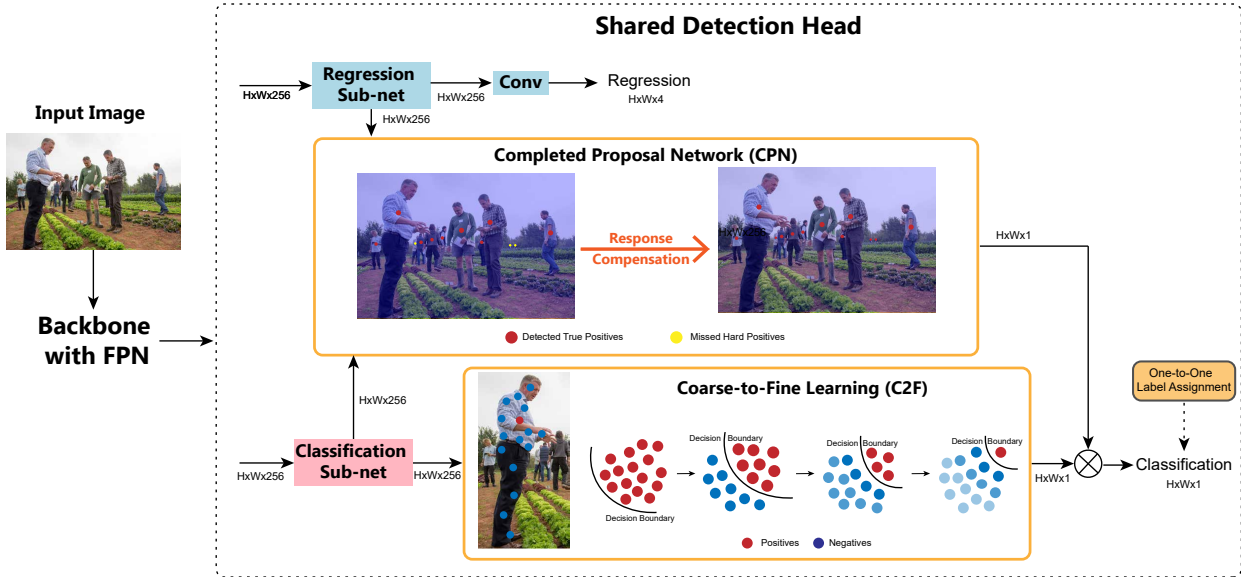 Shared Detection Head
Input Image
Backbone
with FPN
HxWx256
Regression
Sub-net
HxWx256
Conv
Regression
HxWx4
HxWx256
Completed Proposal Network (CPN)
Response
Compensation
HxWx256
Detected True Positives
Missed Hard Positives
HxWx1
HxWx256
HxWx256
Classification
Sub-net
HxWx256
Coarse-to-Fine Learning (C2F)
Decision Boundary
Decision Boundary
Decision Boundary
Decision Boundary
Positives
Negatives
HxWx1
One-to-One
Label Assignment
Classification
HxWx1